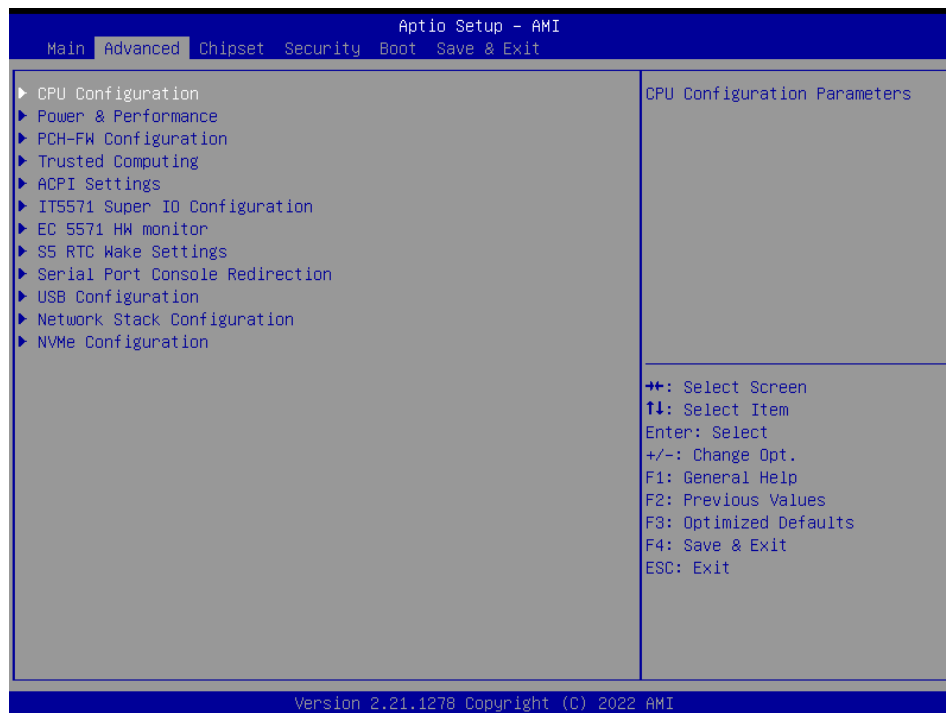 Aptio Setup – AMI
Main Advanced Chipset Security Boot Save & Exit
▶ CPU Configuration
▶ Power & Performance
▶ PCH-FW Configuration
▶ Trusted Computing
▶ ACPI Settings
▶ IT5571 Super IO Configuration
▶ EC 5571 HW monitor
▶ S5 RTC Wake Settings
▶ Serial Port Console Redirection
▶ USB Configuration
▶ Network Stack Configuration
▶ NVMe Configuration
CPU Configuration Parameters
→←: Select Screen
↑↓: Select Item
Enter: Select
+/-: Change Opt.
F1: General Help
F2: Previous Values
F3: Optimized Defaults
F4: Save & Exit
ESC: Exit
Version 2.21.1278 Copyright (C) 2022 AMI